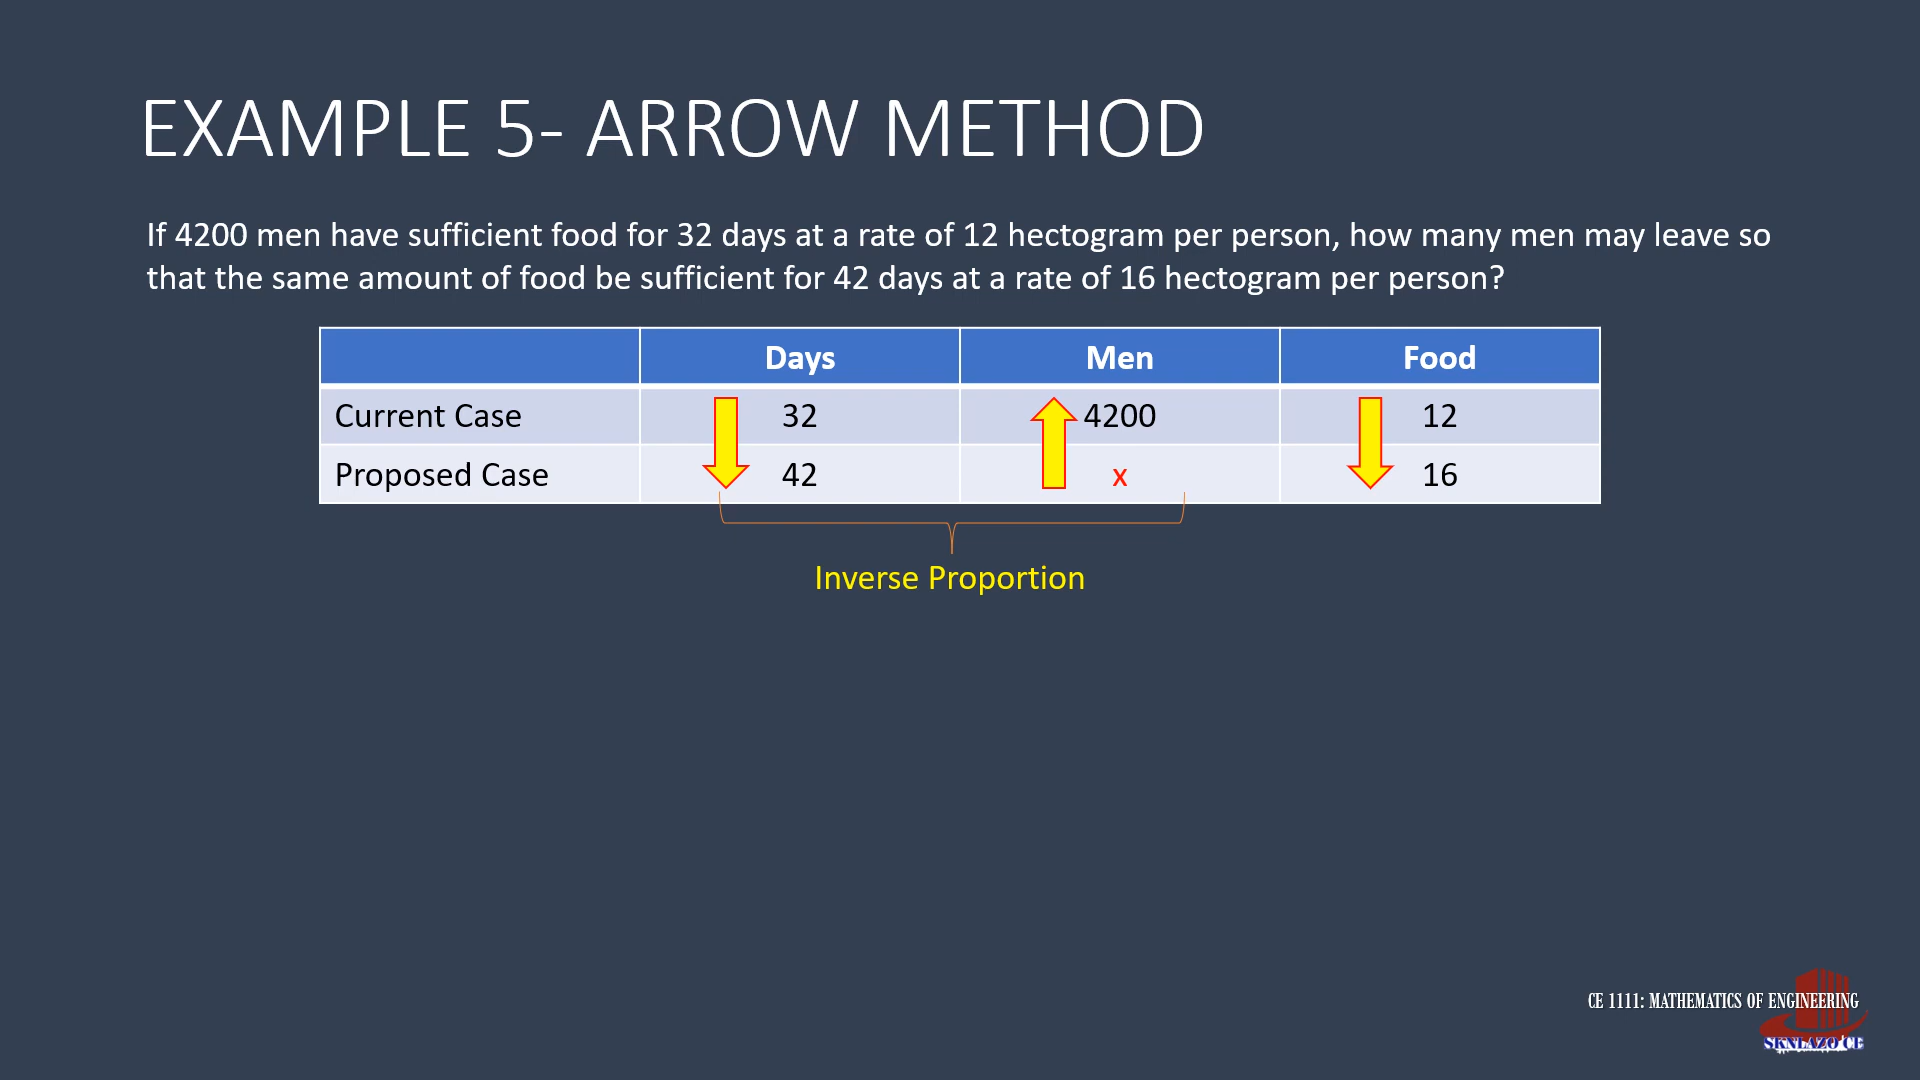 EXAMPLE 5- ARROW METHOD
If 4200 men have sufficient food for 32 days at a rate of 12 hectogram per person, how many men may leave so
that the same amount of food be sufficient for 42 days at a rate of 16 hectogram per person?
Days Men Food
Current Case 32 4200 12
Proposed Case 42 x 16
Inverse Proportion
CE 1111: MATHEMATICS OF ENGINEERING
SKNLAZO CE